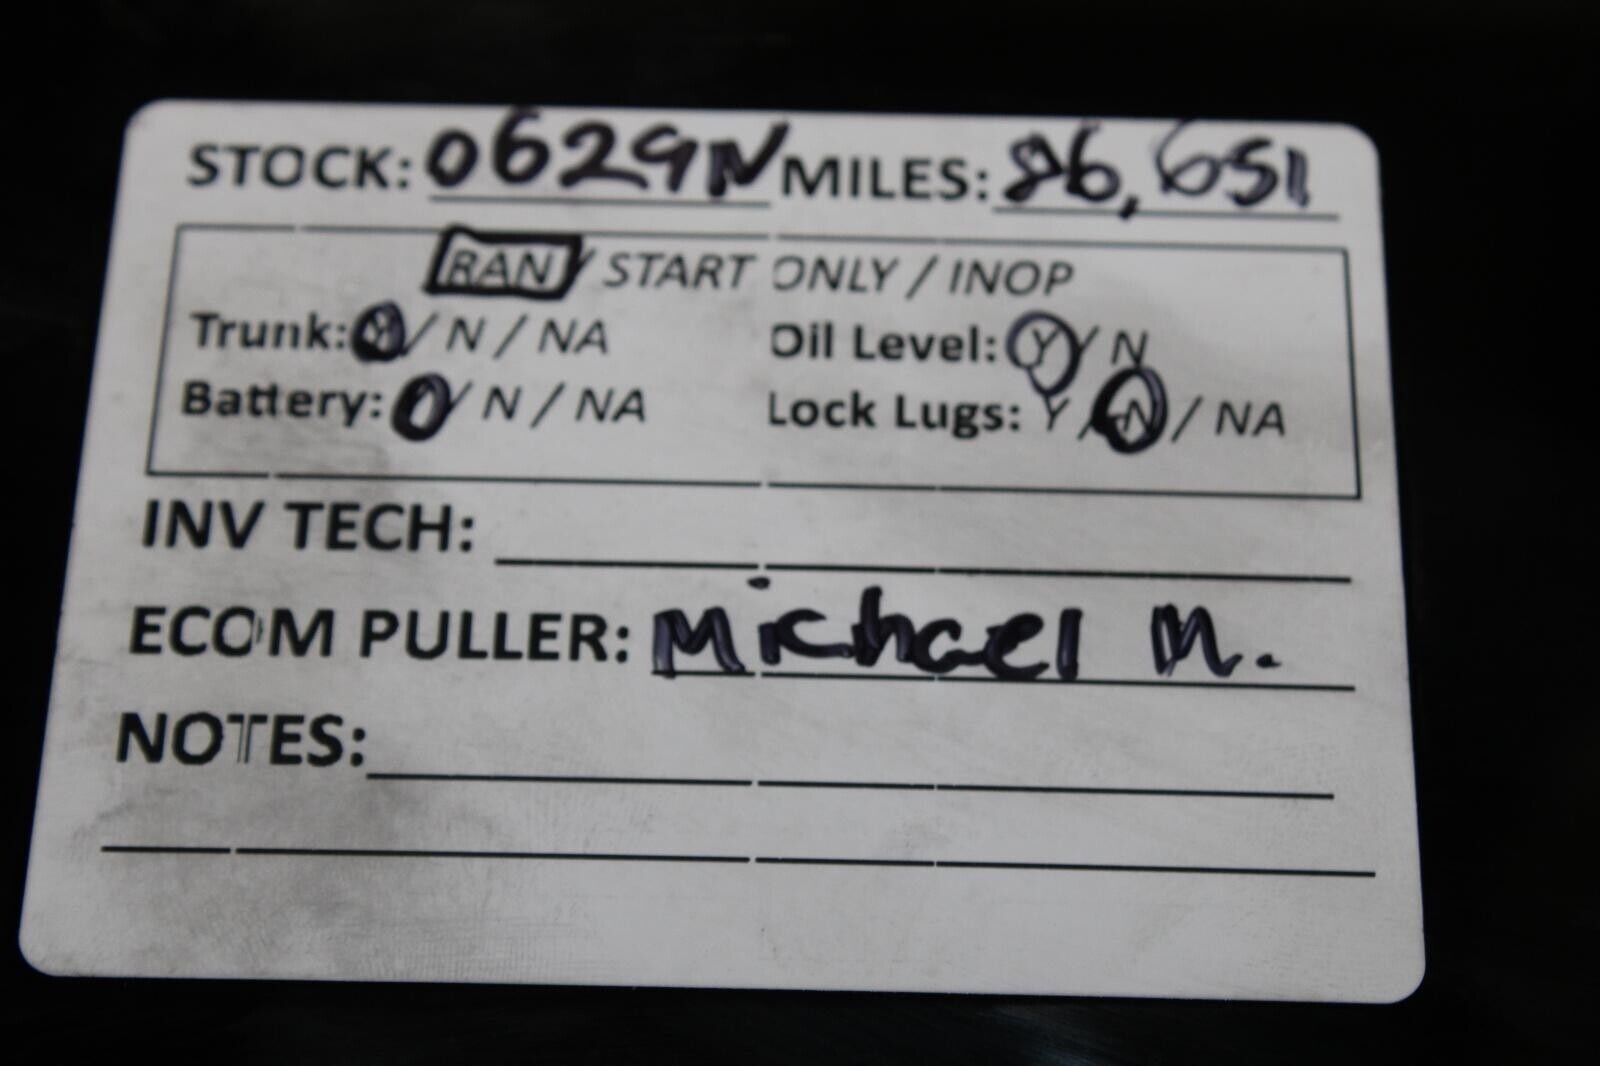 STOCK: 0629N MILES: 86,651
RAN / START ONLY / INOP
Trunk: Y / N / NA Oil Level: Y / N
Battery: Y / N / NA Lock Lugs: Y / N / NA
INV TECH:
ECOM PULLER: Michael M.
NOTES: